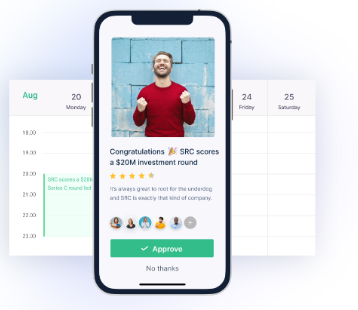 Aug
20
Monday
24
Friday
25
Saturday
18.00
19.00
20.00
21.00
22.00
23.00
SRC scores a $20M
Series C round led
Congratulations 🎉 SRC scores
a $20M investment round
It's always great to root for the underdog
and SRC is exactly that kind of company.
Approve
No thanks